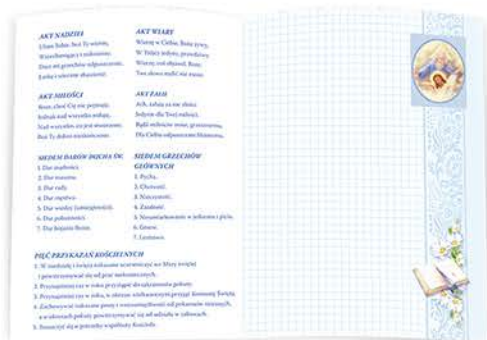 AKT NADZIEI
Ufam Tobie, boś Ty wierny,
Wszechmogący i miłosierny.
Dasz mi grzechów odpuszczenie,
Łaskę i wieczne zbawienie.
AKT WIARY
Wierzę w Ciebie, Boże żywy,
W Trójcy jedyny, prawdziwy.
Wierzę, coś objawił, Boże,
Twe słowo mylić nie może.
AKT MIŁOŚCI
Boże, choć Cię nie pojmuję,
Jednak nad wszystko miłuję,
Nad wszystko, co jest stworzone,
Boś Ty dobro nieskończone.
AKT ŻALU
Ach, żałuję za me złości
Jedynie dla Twej miłości.
Bądź miłościw mnie, grzesznemu,
Dla Ciebie odpuszczam bliźniemu.
SIEDEM DARÓW DUCHA ŚW.
1. Dar mądrości.
2. Dar rozumu.
3. Dar rady.
4. Dar męstwa.
5. Dar wiedzy (umiejętności).
6. Dar pobożności.
7. Dar bojaźni Bożej.
SIEDEM GRZECHÓW
GŁÓWNYCH
1. Pycha.
2. Chciwość.
3. Nieczystość.
4. Zazdrość.
5. Nieumiarkowanie w jedzeniu i piciu.
6. Gniew.
7. Lenistwo.
PIĘĆ PRZYKAZAŃ KOŚCIELNYCH
1. W niedzielę i święta nakazane uczestniczyć we Mszy świętej
i powstrzymywać się od prac niekoniecznych.
2. Przynajmniej raz w roku przystąpić do sakramentu pokuty.
3. Przynajmniej raz w roku, w okresie wielkanocnym przyjąć Komunię Świętą.
4. Zachowywać nakazane posty i wstrzemięźliwość od pokarmów mięsnych,
a w okresach pokuty powstrzymywać się od udziału w zabawach.
5. Troszczyć się o potrzeby wspólnoty Kościoła.